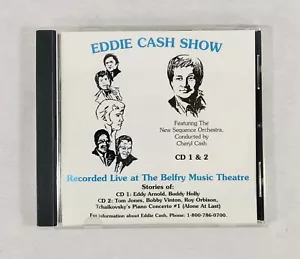 EDDIE CASH SHOW
Featuring The
New Sequence Orchestra,
Conducted by
Cheryl Cash
CD 1 & 2
Recorded Live at The Belfry Music Theatre
Stories of:
CD 1: Eddy Arnold, Buddy Holly
CD 2: Tom Jones, Bobby Vinton, Roy Orbison,
Tchaikovsky's Piano Concerto #1 (Alone At Last)
For information about Eddie Cash, Phone: 1-800-786-0700.